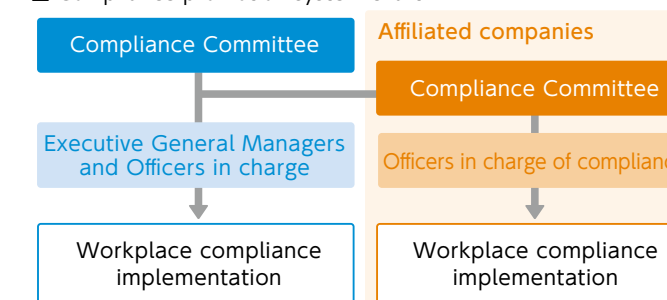 Compliance Committee
Affiliated companies
Compliance Committee
Executive General Managers
and Officers in charge
Officers in charge of
Workplace compliance
implementation
Workplace compliance
implementation